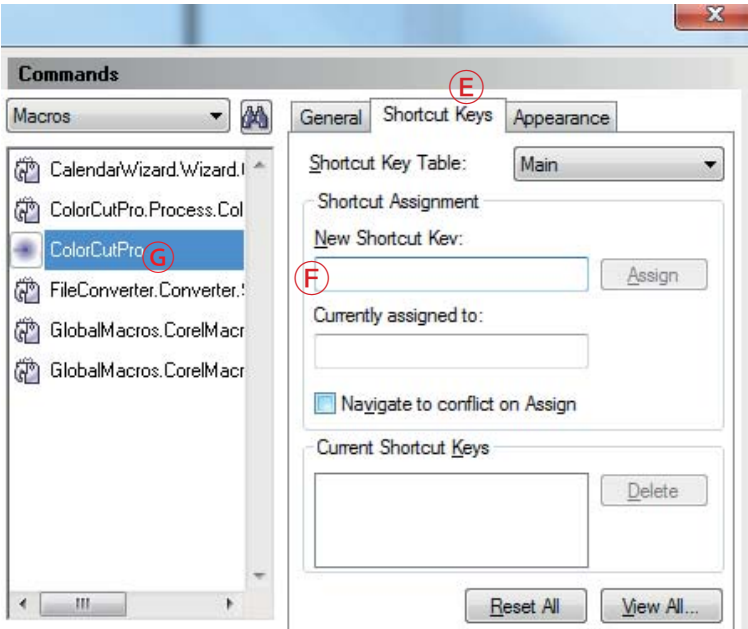 Commands
E
Macros
General Shortcut Keys Appearance
CalendarWizard.Wizard.
Shortcut Key Table: Main
ColorCutPro.Process.Col
Shortcut Assignment
ColorCutPro
G
New Shortcut Key:
F
Assign
FileConverter.Converter.
Currently assigned to:
GlobalMacros.CorelMacr
GlobalMacros.CorelMacr
Navigate to conflict on Assign
Current Shortcut Keys
Delete
Reset All View All...